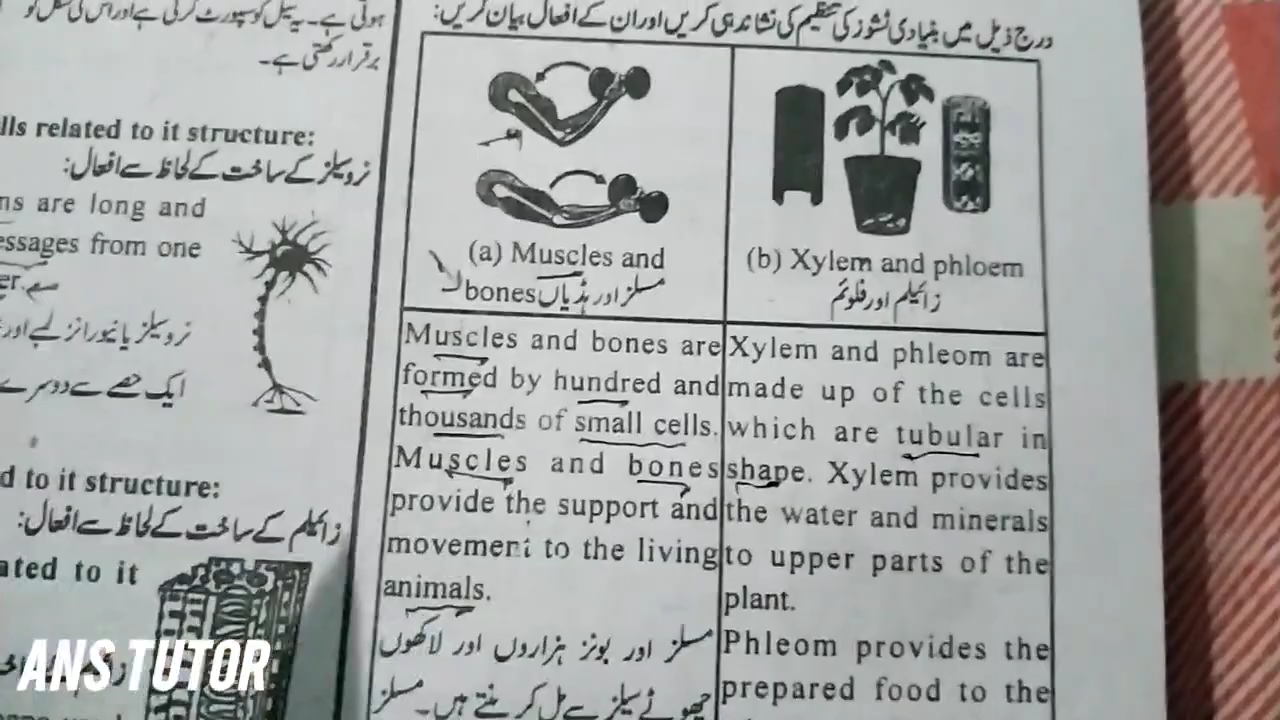 ہوتی ہے۔ یہ سیل کو سپورٹ کرتی ہے اور اس کی شکل کو
برقرار رکھتی ہے۔
lls related to it structure:
نرو سیلز کے ساخت کے لحاظ سے افعال:
ns are long and
essages from one
er
نرو سیلز یا نیورانز لمبے اور
ایک حصے سے دوسرے
d to it structure:
زائیلم کے ساخت کے لحاظ سے افعال:
ated to it
درج ذیل میں بنیادی ٹشوز کی تنظیم کی نشاندہی کریں اور ان کے افعال بیان کریں:
(a) Muscles and
bones مسلز اور ہڈیاں
(b) Xylem and phloem
زائیلم اور فلوئم
Muscles and bones are
formed by hundred and
thousands of small cells.
Muscles and bones
provide the support and
movement to the living
animals.
مسلز اور بونز ہزاروں اور لاکھوں
چھوٹے سیلز سے مل کر بنتے ہیں۔ مسلز
Xylem and phleom are
made up of the cells
which are tubular in
shape. Xylem provides
the water and minerals
to upper parts of the
plant.
Phleom provides the
prepared food to the
ANS TUTOR